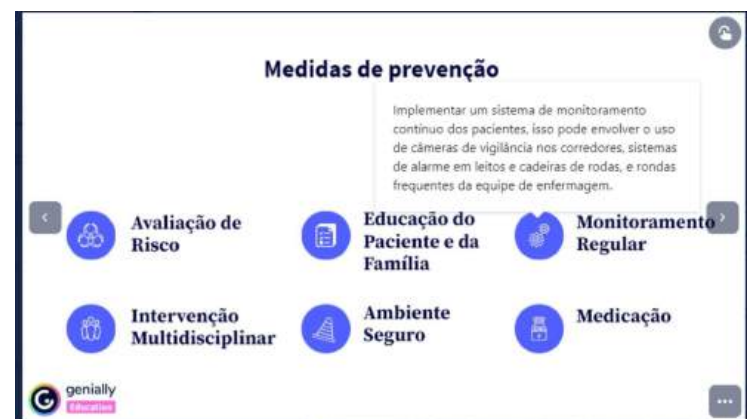 Medidas de prevenção
Implementar um sistema de monitoramento
contínuo dos pacientes, isso pode envolver o uso
de câmeras de vigilância nos corredores, sistemas
de alarme em leitos e cadeiras de rodas, e rondas
frequentes da equipe de enfermagem.
Avaliação de
Risco
Educação do
Paciente e da
Família
Monitoramento
Regular
Intervenção
Multidisciplinar
Ambiente
Seguro
Medicação
genially
Education